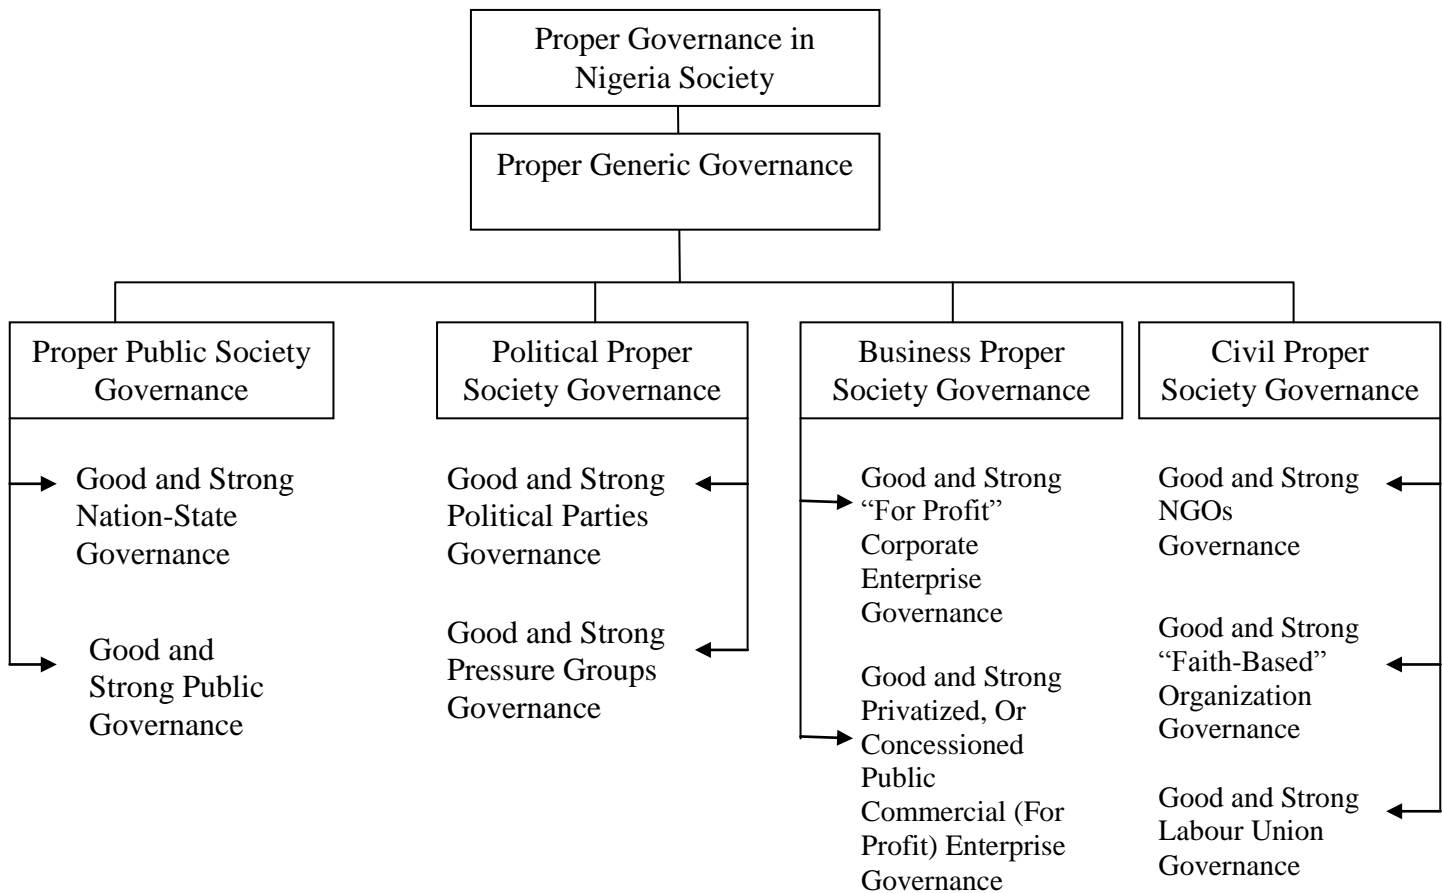 Proper Governance in
Nigeria Society
Proper Generic Governance
Proper Public Society
Governance
Political Proper
Society Governance
Business Proper
Society Governance
Civil Proper
Society Governance
Good and Strong
Nation-State
Governance
Good and
Strong Public
Governance
Good and Strong
Political Parties
Governance
Good and Strong
Pressure Groups
Governance
Good and Strong
“For Profit”
Corporate
Enterprise
Governance
Good and Strong
Privatized, Or
Concessioned
Public
Commercial (For
Profit) Enterprise
Governance
Good and Strong
NGOs
Governance
Good and Strong
“Faith-Based”
Organization
Governance
Good and Strong
Labour Union
Governance